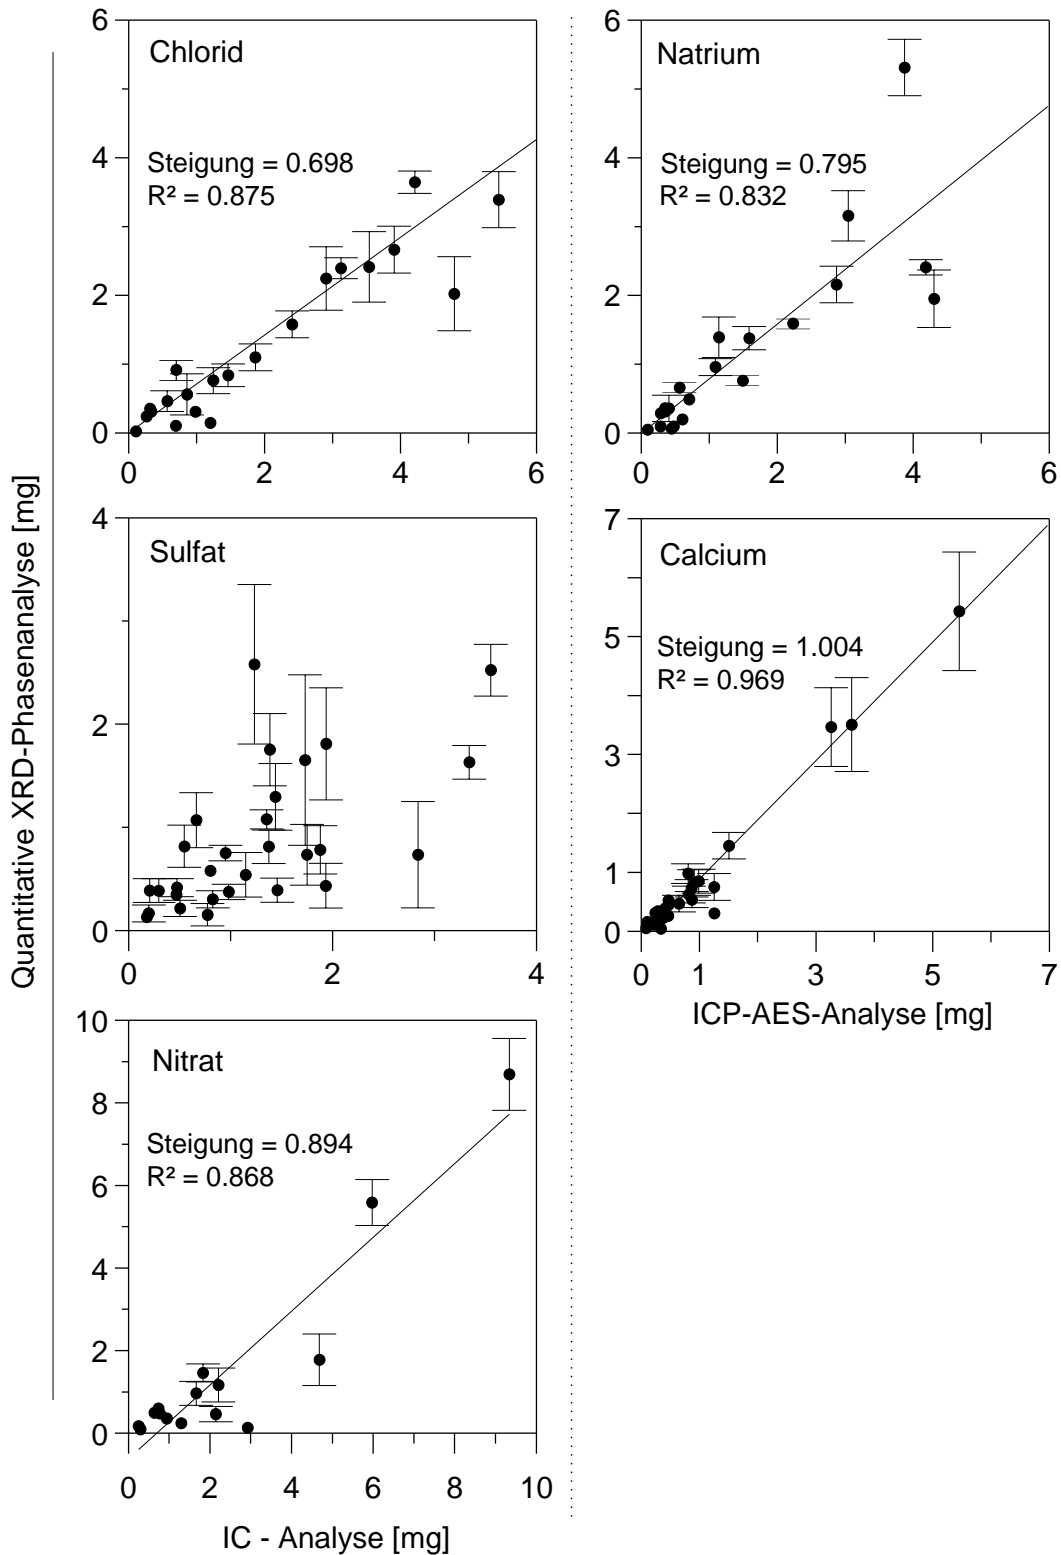 Quantitative XRD-Phasenanalyse [mg]
6
4
2
0
Chlorid
Steigung = 0.698
R² = 0.875
0 2 4 6
6
4
2
0
Natrium
Steigung = 0.795
R² = 0.832
0 2 4 6
4
2
0
Sulfat
0 2 4
7
5
3
1
0
Calcium
Steigung = 1.004
R² = 0.969
0 1 3 5 7
ICP-AES-Analyse [mg]
10
8
6
4
2
0
Nitrat
Steigung = 0.894
R² = 0.868
0 2 4 6 8 10
IC - Analyse [mg]